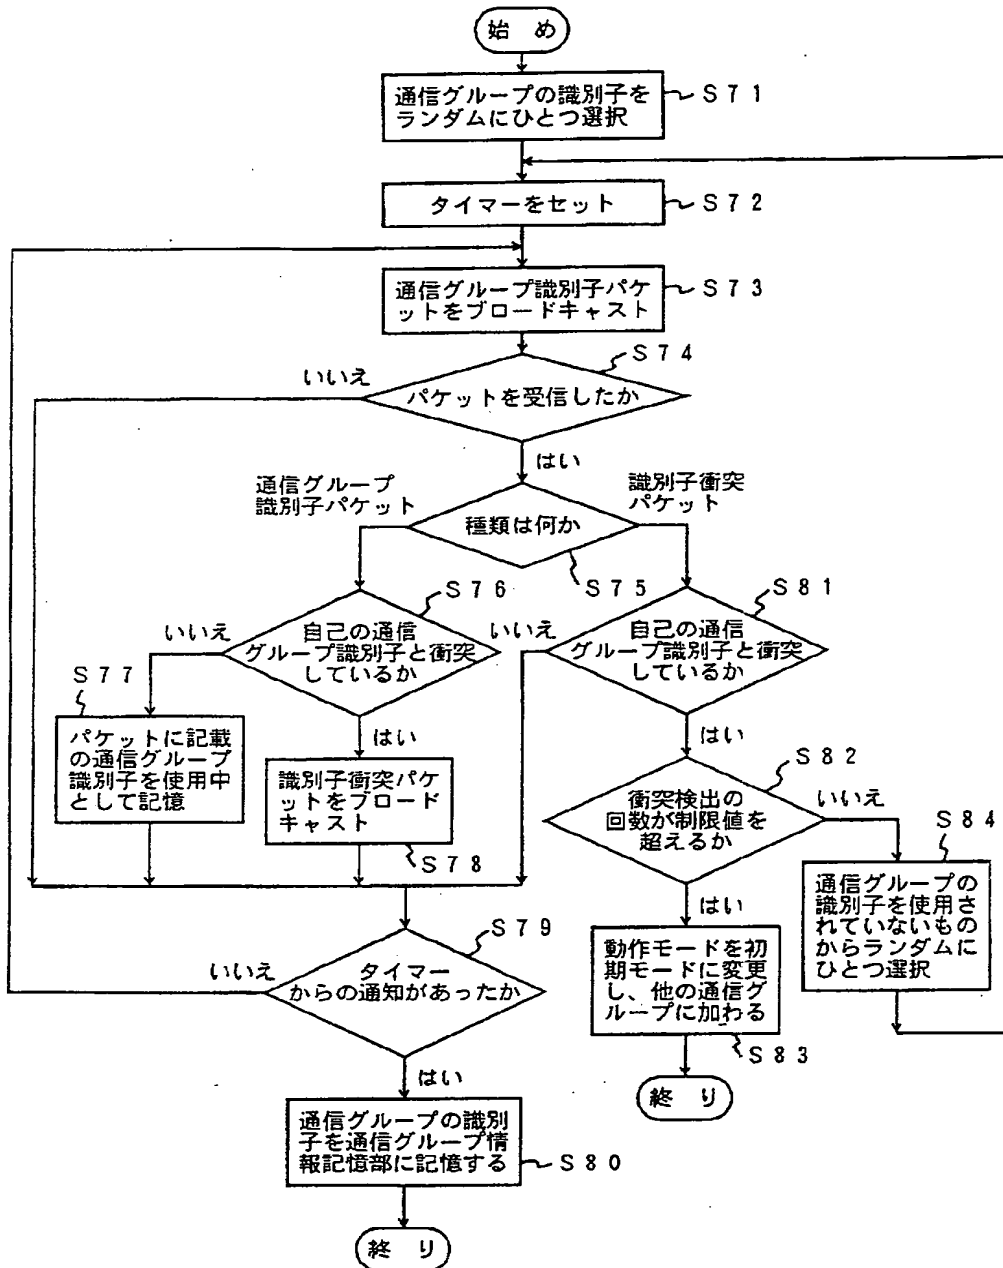 始 め
通信グループの識別子を
ランダムにひとつ選択
S71
タイマーをセット
S72
通信グループ識別子パケ
ットをブロードキャスト
S73
S74
いいえ
パケットを受信したか
はい
通信グループ
識別子パケット
識別子衝突
パケット
種類は何か
S75
S76
いいえ
自己の通信
グループ識別子と衝突
しているか
S81
いいえ
自己の通信
グループ識別子と衝突
しているか
S77
パケットに記載
の通信グループ
識別子を使用中
として記憶
はい
識別子衝突パケ
ットをブロード
キャスト
S78
はい
S82
衝突検出の
回数が制限値を
超えるか
いいえ
S84
通信グループの
識別子を使用さ
れていないもの
からランダムに
ひとつ選択
はい
動作モードを初
期モードに変更
し、他の通信グ
ループに加わる
S83
終 り
S79
いいえ
タイマー
からの通知があったか
はい
通信グループの識別
子を通信グループ情
報記憶部に記憶する
S80
終 り